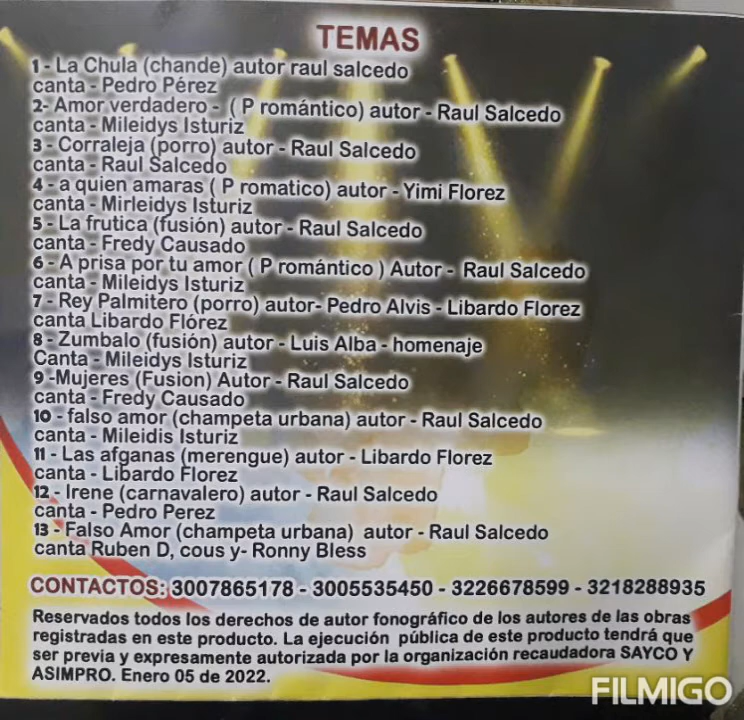 TEMAS
1 - La Chula (chande) autor raul salcedo
canta - Pedro Pérez
2- Amor verdadero - ( P romántico) autor - Raul Salcedo
canta - Mileidys Isturiz
3 - Corraleja (porro) autor - Raul Salcedo
canta - Raul Salcedo
4 - a quien amaras ( P romatico) autor - Yimi Florez
canta - Mirleidys Isturiz
5 - La frutica (fusión) autor - Raul Salcedo
canta - Fredy Causado
6 - A prisa por tu amor ( P romántico ) Autor - Raul Salcedo
canta - Mileidys Isturiz
7 - Rey Palmitero (porro) autor- Pedro Alvis - Libardo Florez
canta Libardo Flórez
8 - Zumbalo (fusión) autor - Luis Alba - homenaje
Canta - Mileidys Isturiz
9 -Mujeres (Fusion) Autor - Raul Salcedo
canta - Fredy Causado
10 - falso amor (champeta urbana) autor - Raul Salcedo
canta - Mileidis Isturiz
11 - Las afganas (merengue) autor - Libardo Florez
canta - Libardo Florez
12 - Irene (carnavalero) autor - Raul Salcedo
canta - Pedro Perez
13 - Falso Amor (champeta urbana) autor - Raul Salcedo
canta Ruben D, cous y- Ronny Bless
CONTACTOS: 3007865178 - 3005535450 - 3226678599 - 3218288935
Reservados todos los derechos de autor fonográfico de los autores de las obras
registradas en este producto. La ejecución pública de este producto tendrá que
ser previa y expresamente autorizada por la organización recaudadora SAYCO Y
ASIMPRO. Enero 05 de 2022.
FILMIGO